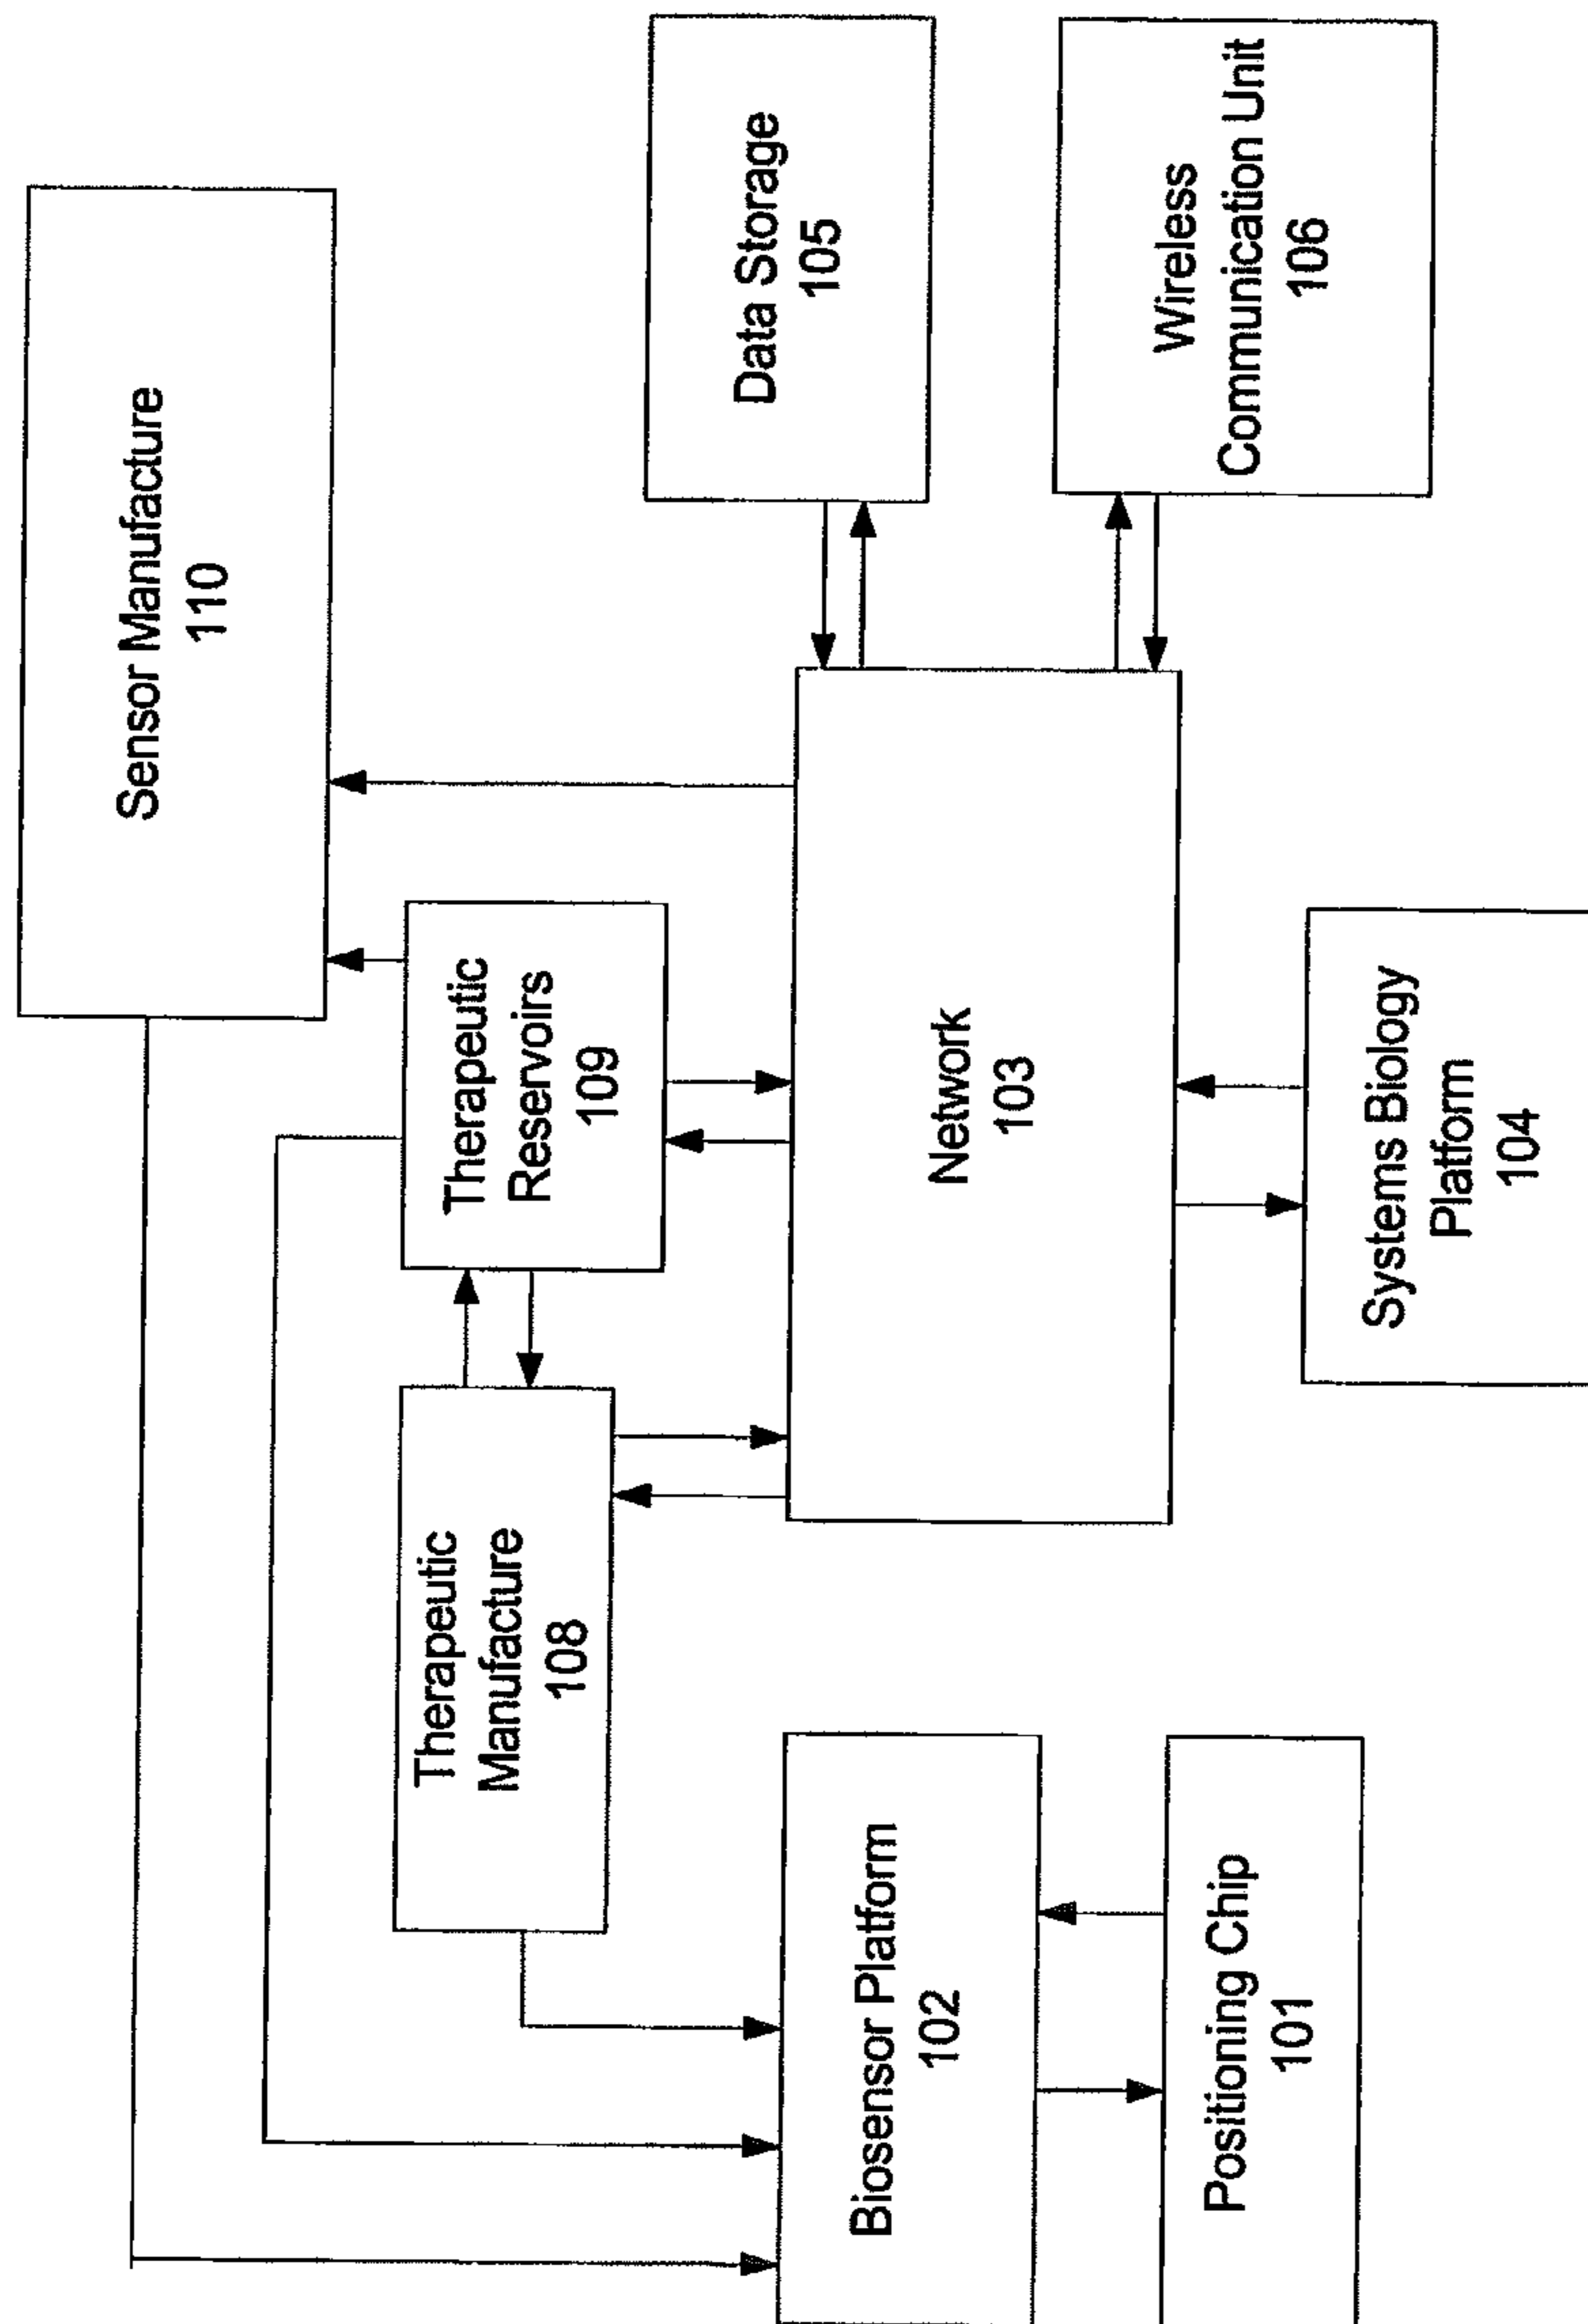 Sensor Manufacture
110
Therapeutic
Reservoirs
109
Therapeutic
Manufacture
108
Data Storage
105
Wireless
Communication Unit
106
Network
103
Systems Biology
Platform
104
Biosensor Platform
102
Positioning Chip
101